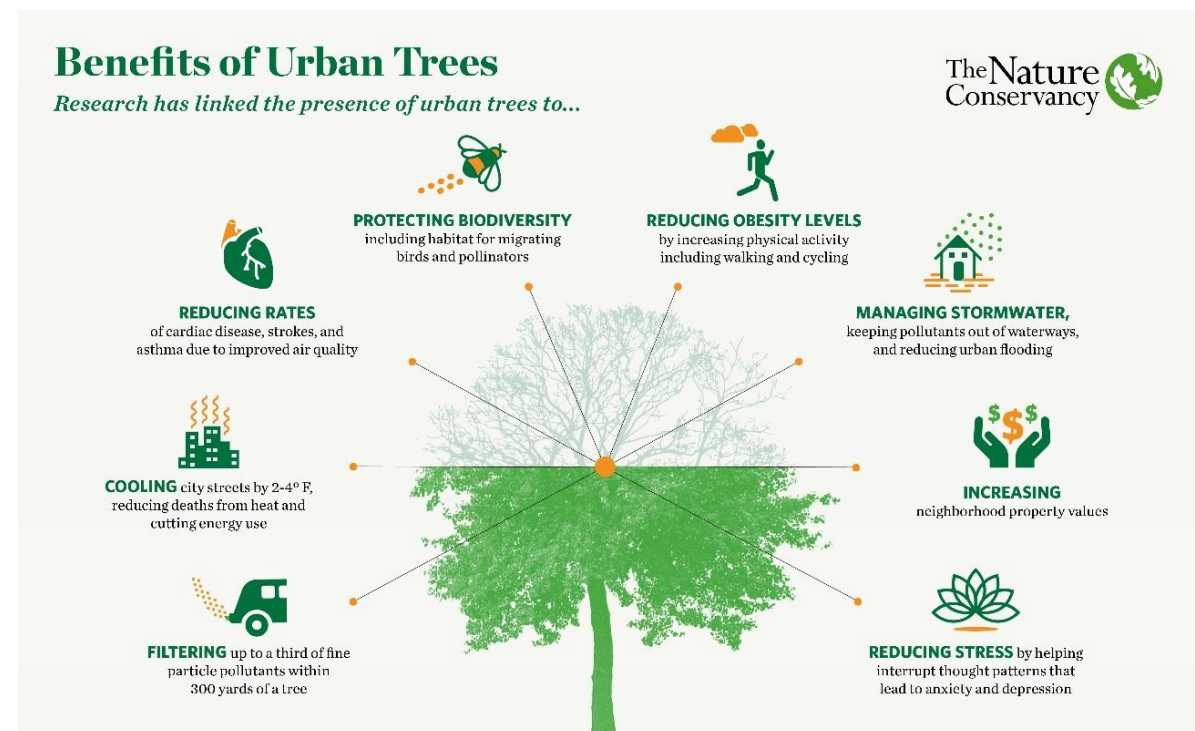 Benefits of Urban Trees
Research has linked the presence of urban trees to...
The Nature
Conservancy
PROTECTING BIODIVERSITY
including habitat for migrating
birds and pollinators
REDUCING OBESITY LEVELS
by increasing physical activity
including walking and cycling
REDUCING RATES
of cardiac disease, strokes, and
asthma due to improved air quality
MANAGING STORMWATER,
keeping pollutants out of waterways,
and reducing urban flooding
COOLING city streets by 2-4º F,
reducing deaths from heat and
cutting energy use
$ $ $
INCREASING
neighborhood property values
FILTERING up to a third of fine
particle pollutants within
300 yards of a tree
REDUCING STRESS by helping
interrupt thought patterns that
lead to anxiety and depression